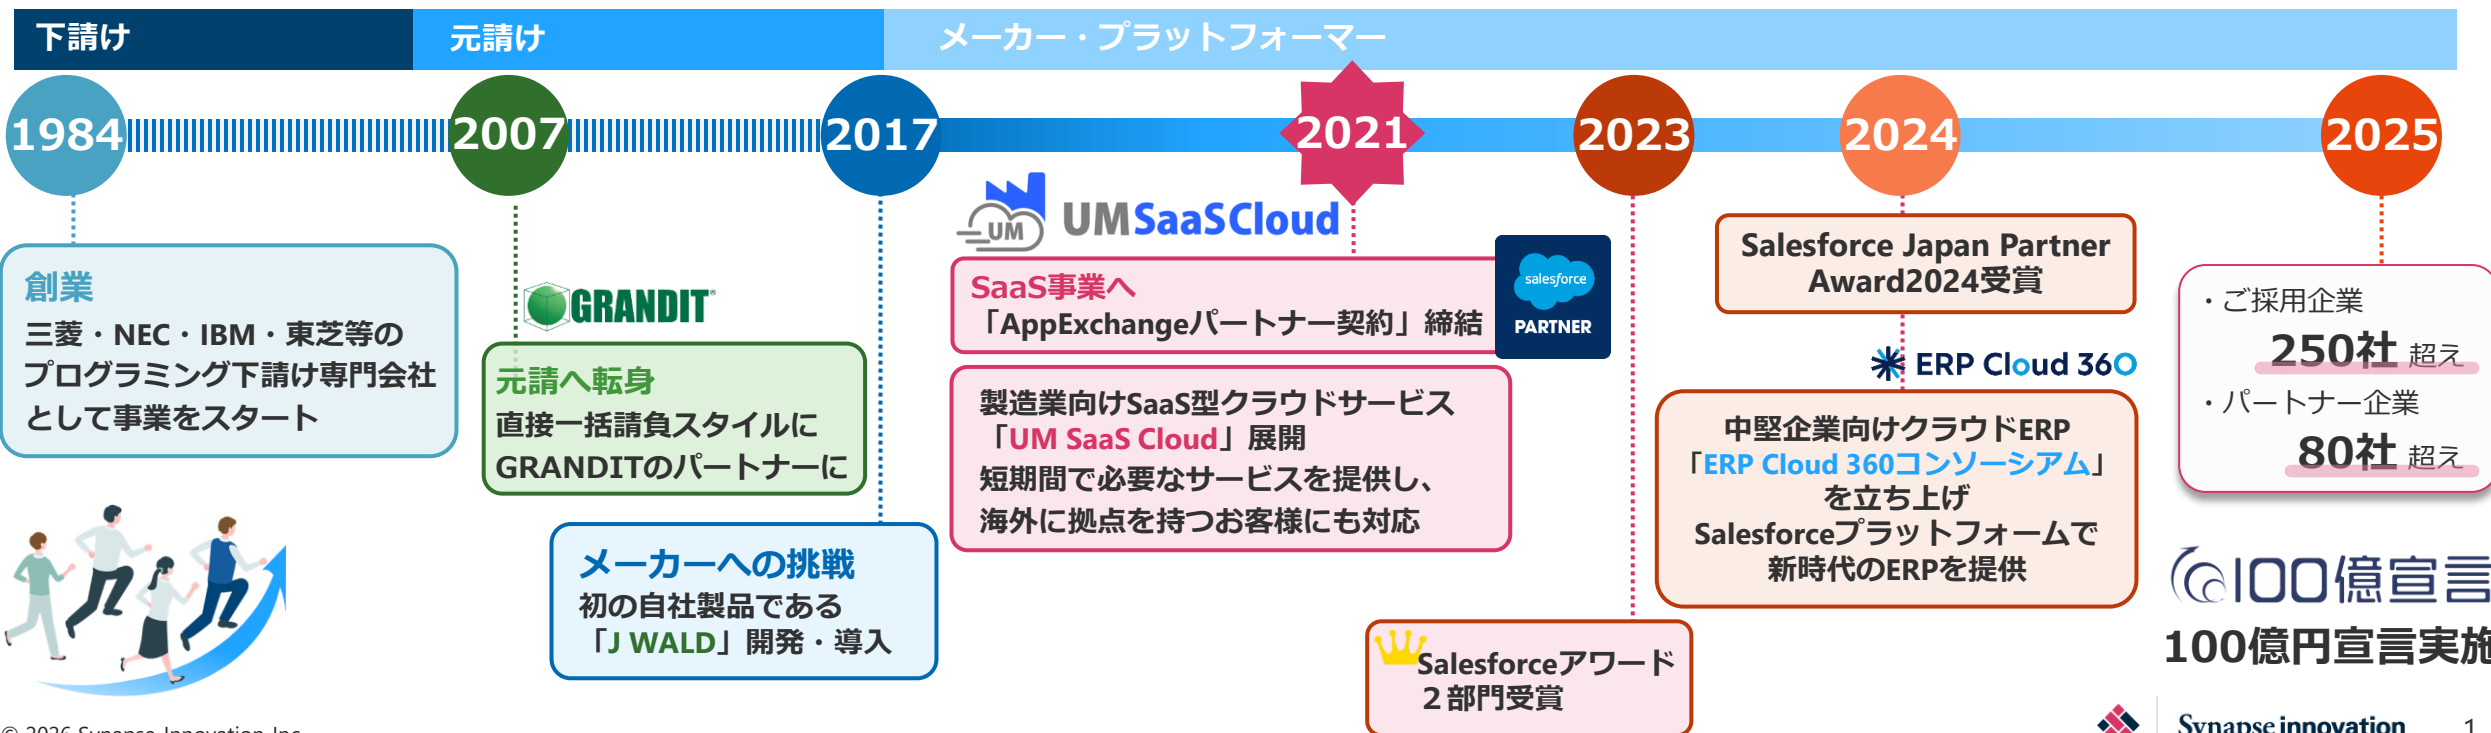 下請け
元請け
メーカー・プラットフォーマー
1984
2007
2017
2021
2023
2024
2025
創業
三菱・NEC・IBM・東芝等の
プログラミング下請け専門会社
として事業をスタート
GRANDIT
元請へ転身
直接一括請負スタイルに
GRANDITのパートナーに
メーカーへの挑戦
初の自社製品である
「J WALD」開発・導入
UM
UM SaaS Cloud
SaaS事業へ
「AppExchangeパートナー契約」締結
salesforce
PARTNER
製造業向けSaaS型クラウドサービス
「UM SaaS Cloud」展開
短期間で必要なサービスを提供し、
海外に拠点を持つお客様にも対応
Salesforceアワード
２部門受賞
Salesforce Japan Partner
Award2024受賞
ERP Cloud 360
中堅企業向けクラウドERP
「ERP Cloud 360コンソーシアム」
を立ち上げ
Salesforceプラットフォームで
新時代のERPを提供
・ご採用企業
250社 超え
・パートナー企業
80社 超え
100億宣言
100億円宣言実施
© 2026 Synapse Innovation Inc
Synapse innovation
1